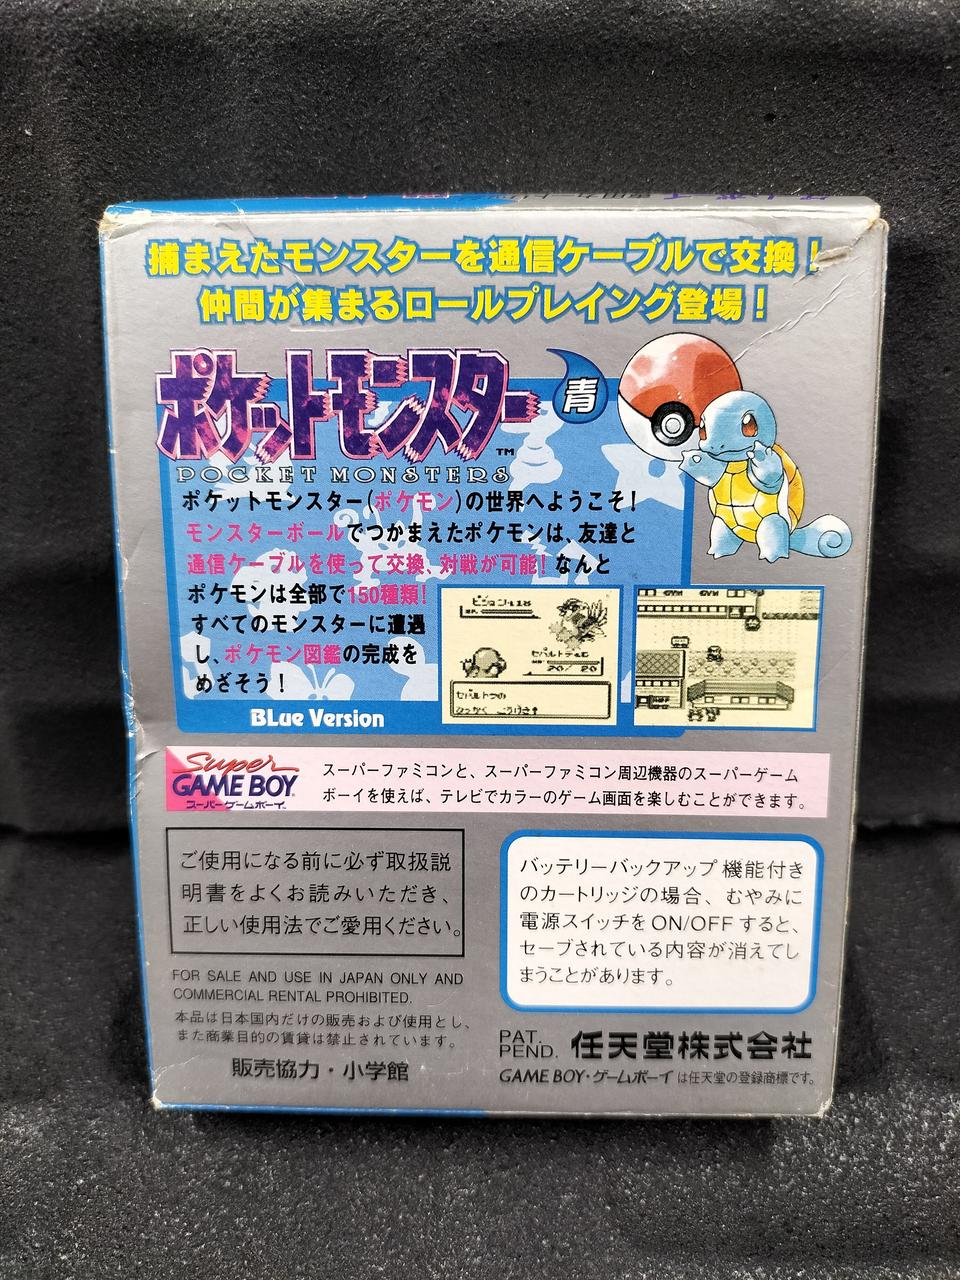 捕まえたモンスターを通信ケーブルで交換！
仲間が集まるロールプレイング登場！
ポケットモンスター
青
TM
POCKET MONSTERS
ポケットモンスター(ポケモン)の世界へようこそ！
モンスターボールでつかまえたポケモンは、友達と
通信ケーブルを使って交換、対戦が可能！なんと
ポケモンは全部で150種類！
すべてのモンスターに遭遇
し、ポケモン図鑑の完成を
めざそう！
BLue Version
20/ 20
Super
GAME BOY
スーパーゲームボーイ
スーパーファミコンと、スーパーファミコン周辺機器のスーパーゲーム
ボーイを使えば、テレビでカラーのゲーム画面を楽しむことができます。
ご使用になる前に必ず取扱説
明書をよくお読みいただき、
正しい使用法でご愛用ください。
FOR SALE AND USE IN JAPAN ONLY AND
COMMERCIAL RENTAL PROHIBITED.
本品は日本国内だけの販売および使用とし、
また商業目的の賃貸は禁止されています。
販売協力・小学館
バッテリーバックアップ機能付き
のカートリッジの場合、むやみに
電源スイッチをON/OFFすると、
セーブされている内容が消えてし
まうことがあります。
PAT.
PEND.
任天堂株式会社
GAME BOY・ゲームボーイは任天堂の登録商標です。